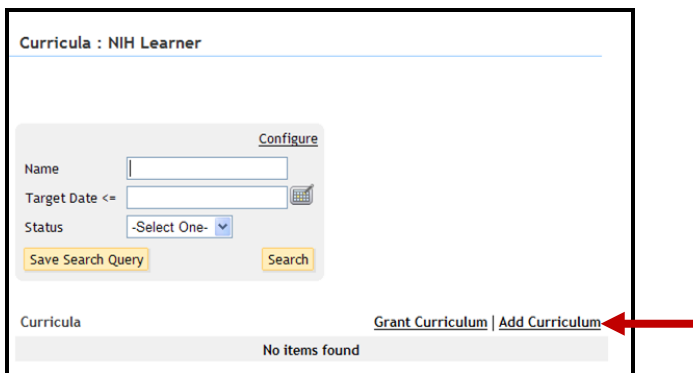 Curricula : NIH Learner
Configure
Name
Target Date <=
Status -Select One-
Save Search Query Search
Curricula Grant Curriculum | Add Curriculum
No items found